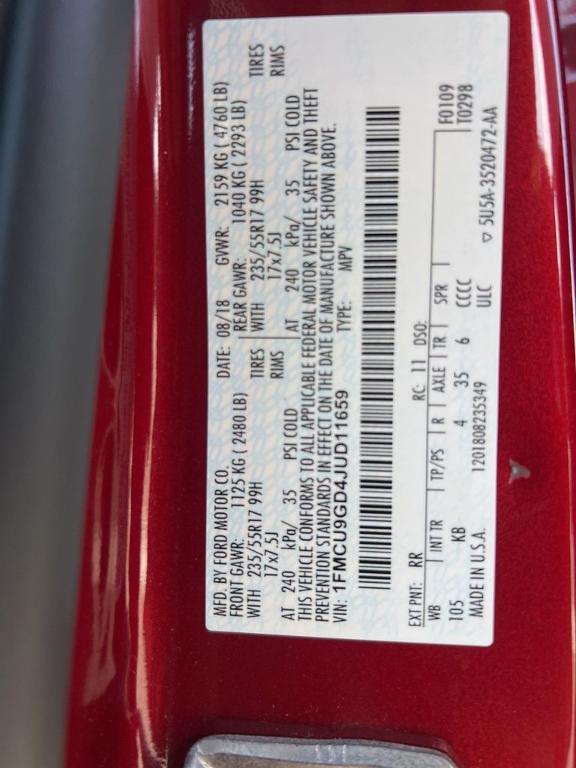 MFD. BY FORD MOTOR CO.
DATE: 08/18 GVWR: 2159 KG ( 4760 LB)
FRONT GAWR: 1125 KG ( 2480 LB) REAR GAWR: 1040 KG ( 2293 LB)
WITH 235/55R17 99H TIRES WITH 235/55R17 99H TIRES
17x7.5J RIMS 17x7.5J RIMS
AT 240 kPa/ 35 PSI COLD AT 240 kPa/ 35 PSI COLD
THIS VEHICLE CONFORMS TO ALL APPLICABLE FEDERAL MOTOR VEHICLE SAFETY AND THEFT
PREVENTION STANDARDS IN EFFECT ON THE DATE OF MANUFACTURE SHOWN ABOVE.
VIN: 1FMCU9GD4JUD11659 TYPE: MPV
EXT PNT: RR RC: 11 DSO: F0109
WB INT TR TP/PS R AXLE TR SPR T0298
105 KB 4 35 6 CCCC
ULC
MADE IN U.S.A. 1201808235349 ▽ 5U5A-3520472-AA